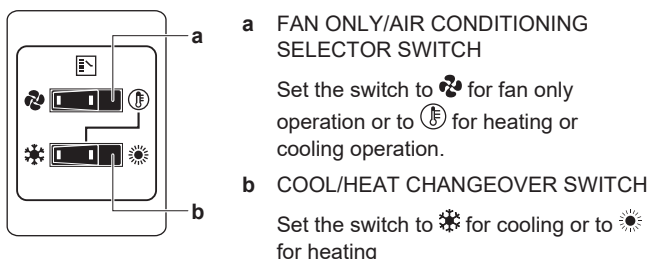 a
b
a FAN ONLY/AIR CONDITIONING
SELECTOR SWITCH
Set the switch to for fan only
operation or to for heating or
cooling operation.
b COOL/HEAT CHANGEOVER SWITCH
Set the switch to for cooling or to
for heating